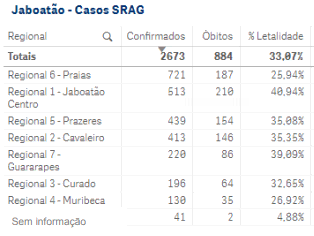 Jaboatão - Casos SRAG
Regional Confirmados Óbitos % Letalidade
Totais 2673 884 33,07%
Regional 6 - Praias 721 187 25,94%
Regional 1 - Jaboatão Centro 513 210 40,94%
Regional 5 - Prazeres 439 154 35,08%
Regional 2 - Cavaleiro 413 146 35,35%
Regional 7 - Guararapes 220 86 39,09%
Regional 3 - Curado 196 64 32,65%
Regional 4 - Muribeca 130 35 26,92%
Sem informação 41 2 4,88%